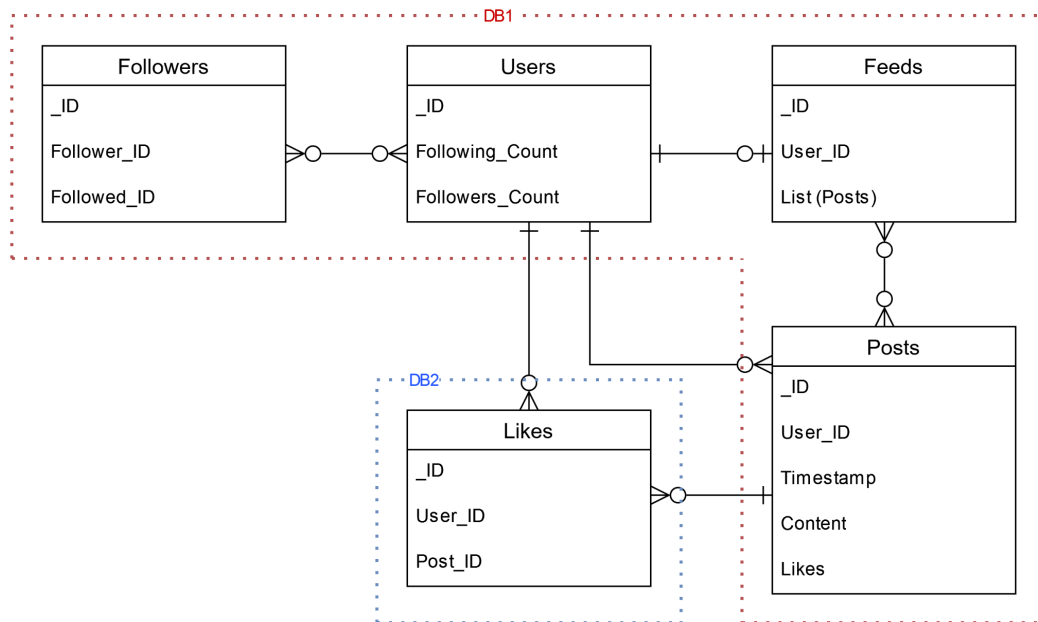 DB1
Followers
_ID
Follower_ID
Followed_ID
Users
_ID
Following_Count
Followers_Count
Feeds
_ID
User_ID
List (Posts)
Posts
_ID
User_ID
Timestamp
Content
Likes
DB2
Likes
_ID
User_ID
Post_ID